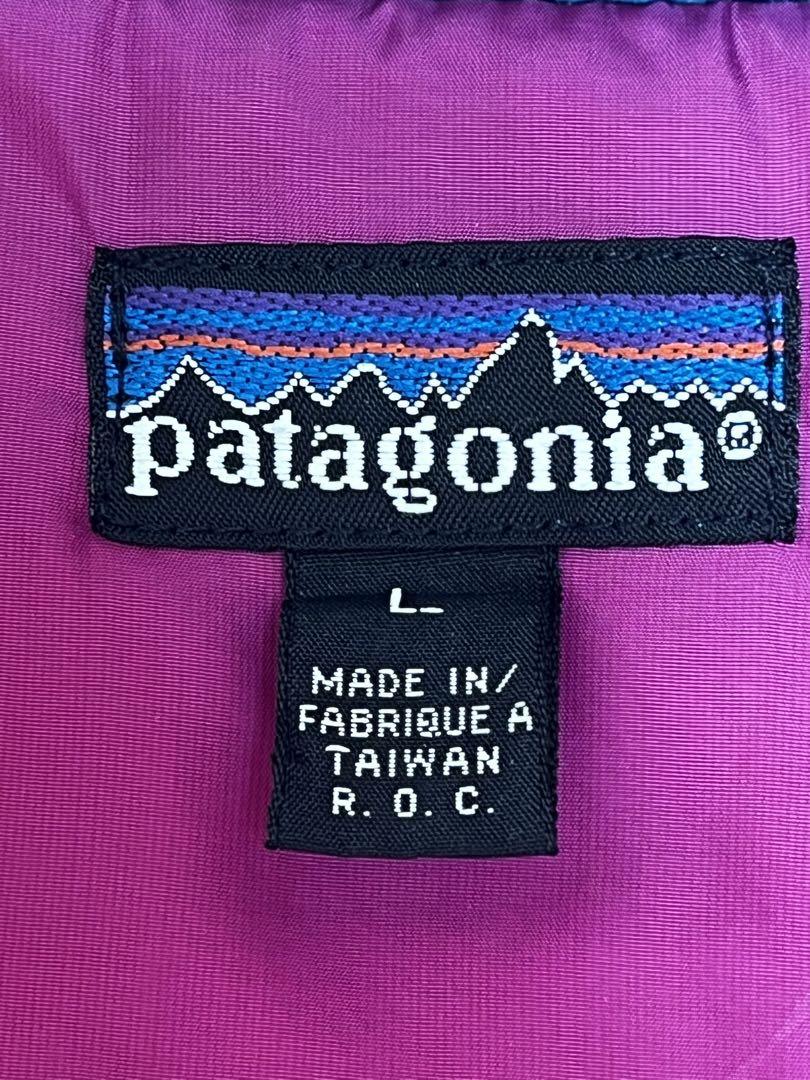 patagonia®
L
MADE IN/
FABRIQUE A
TAIWAN
R. O. C.